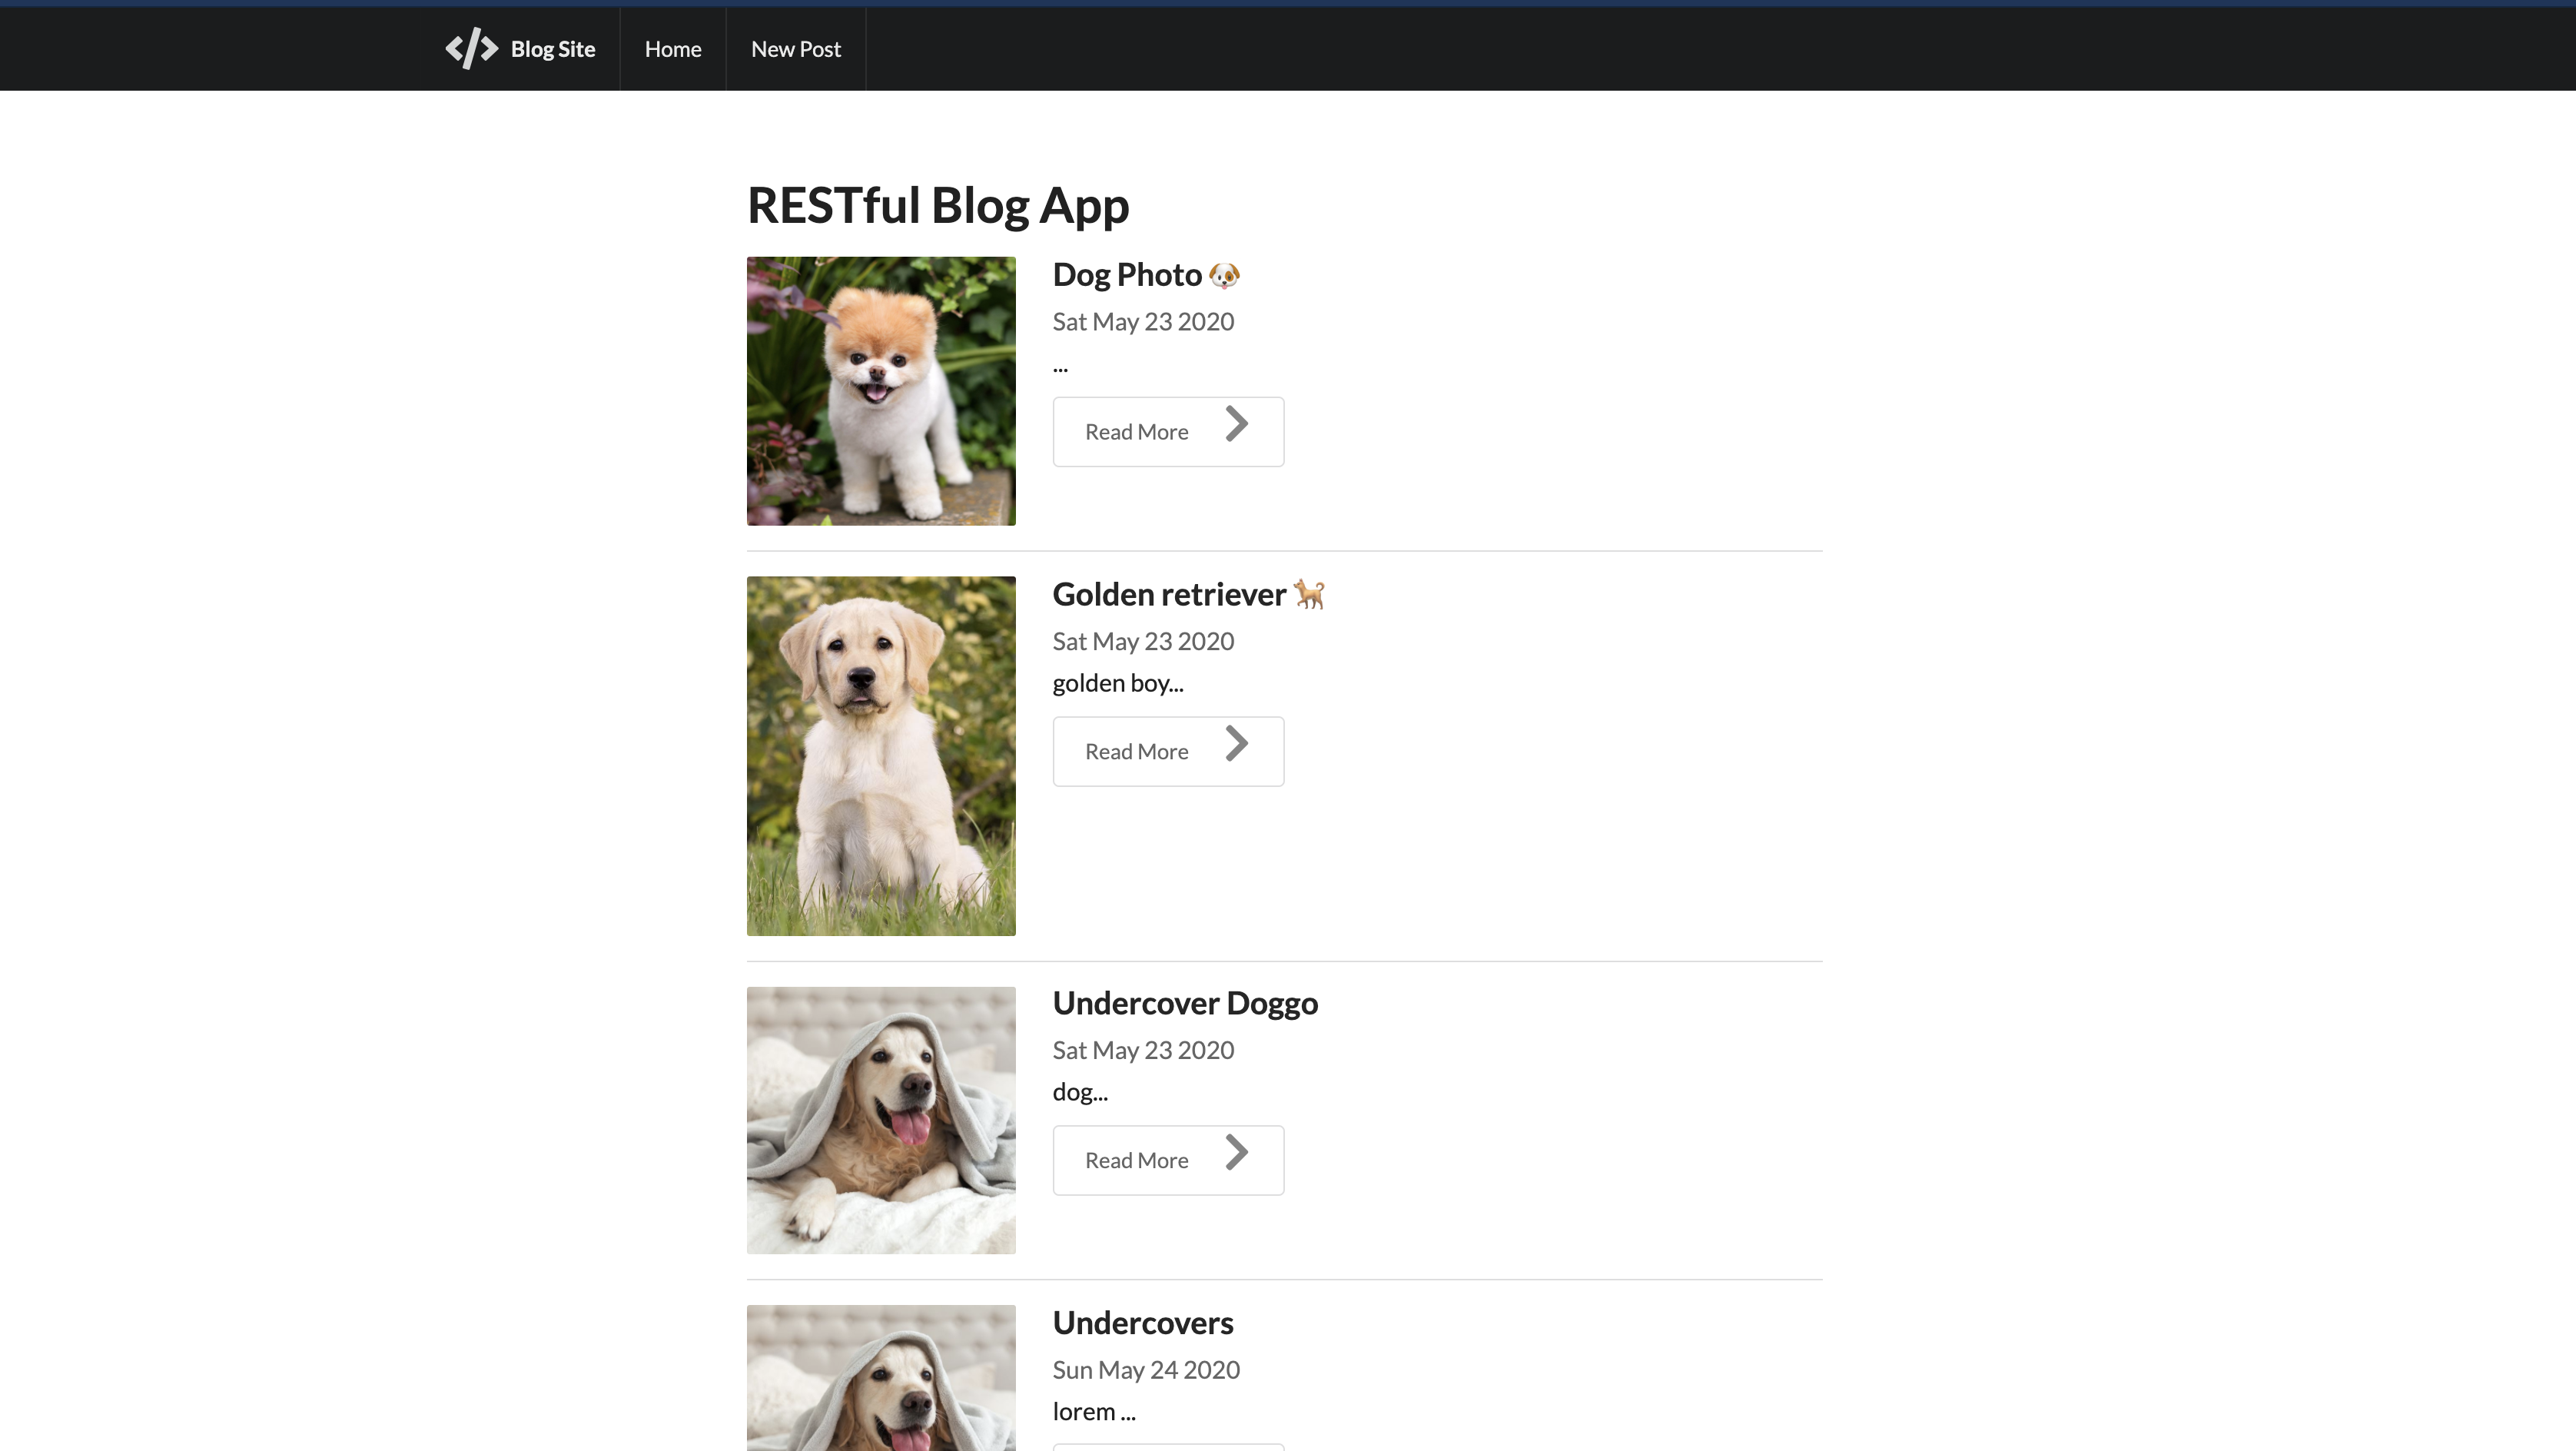 Blog Site
Home
New Post
RESTful Blog App
Dog Photo 🐶
Sat May 23 2020
...
Read More
Golden retriever 🐕
Sat May 23 2020
golden boy...
Read More
Undercover Doggo
Sat May 23 2020
dog...
Read More
Undercovers
Sun May 24 2020
lorem ...